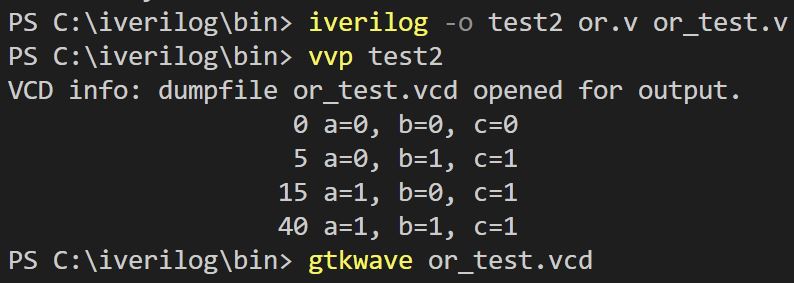 PS C:\iverilog\bin> iverilog -o test2 or.v or_test.v
PS C:\iverilog\bin> vvp test2
VCD info: dumpfile or_test.vcd opened for output.
0 a=0, b=0, c=0
5 a=0, b=1, c=1
15 a=1, b=0, c=1
40 a=1, b=1, c=1
PS C:\iverilog\bin> gtkwave or_test.vcd